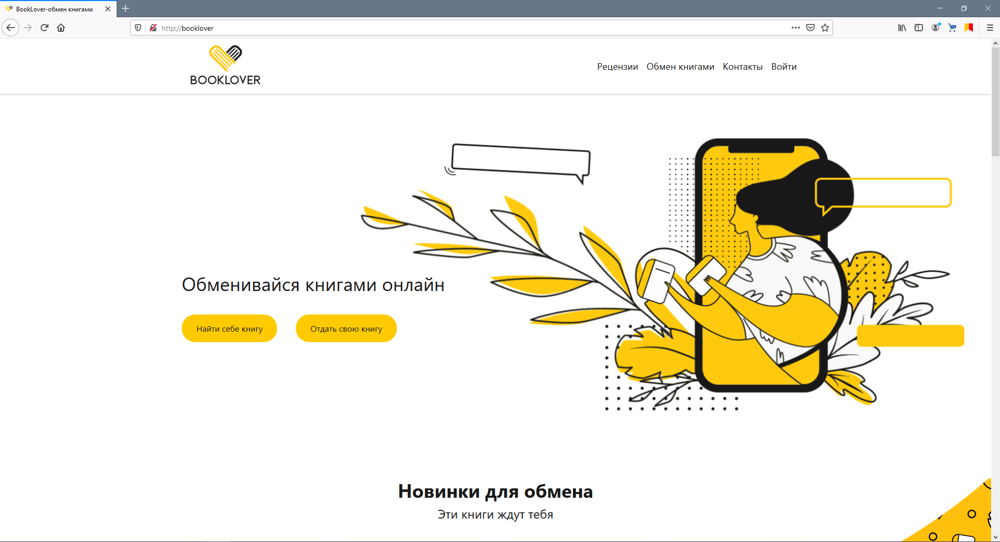 BookLover-обмен книгами
http://booklover
BOOKLOVER
Рецензии Обмен книгами Контакты Войти
Обменивайся книгами онлайн
Найти себе книгу Отдать свою книгу
Новинки для обмена
Эти книги ждут тебя